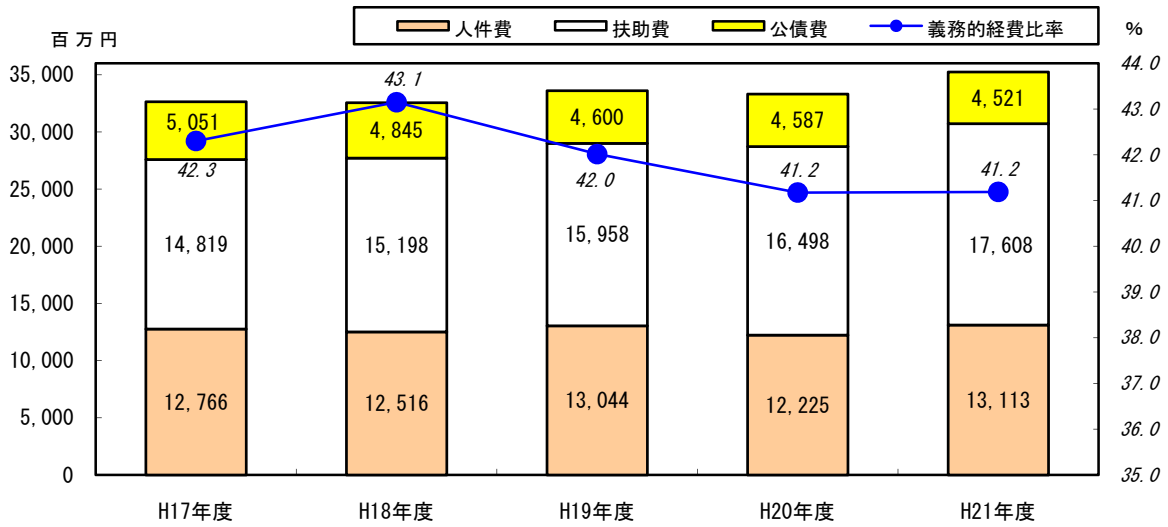 人件費 扶助費 公債費 義務的経費比率
百万円 %
35,000 44.0
30,000 43.0
25,000 42.0
20,000 41.0
15,000 40.0
10,000 39.0
5,000 38.0
0 37.0
36.0
35.0
43.1
5,051 4,845 4,600 4,587 4,521
42.3 42.0 41.2 41.2
14,819 15,198 15,958 16,498 17,608
12,766 12,516 13,044 12,225 13,113
H17年度 H18年度 H19年度 H20年度 H21年度